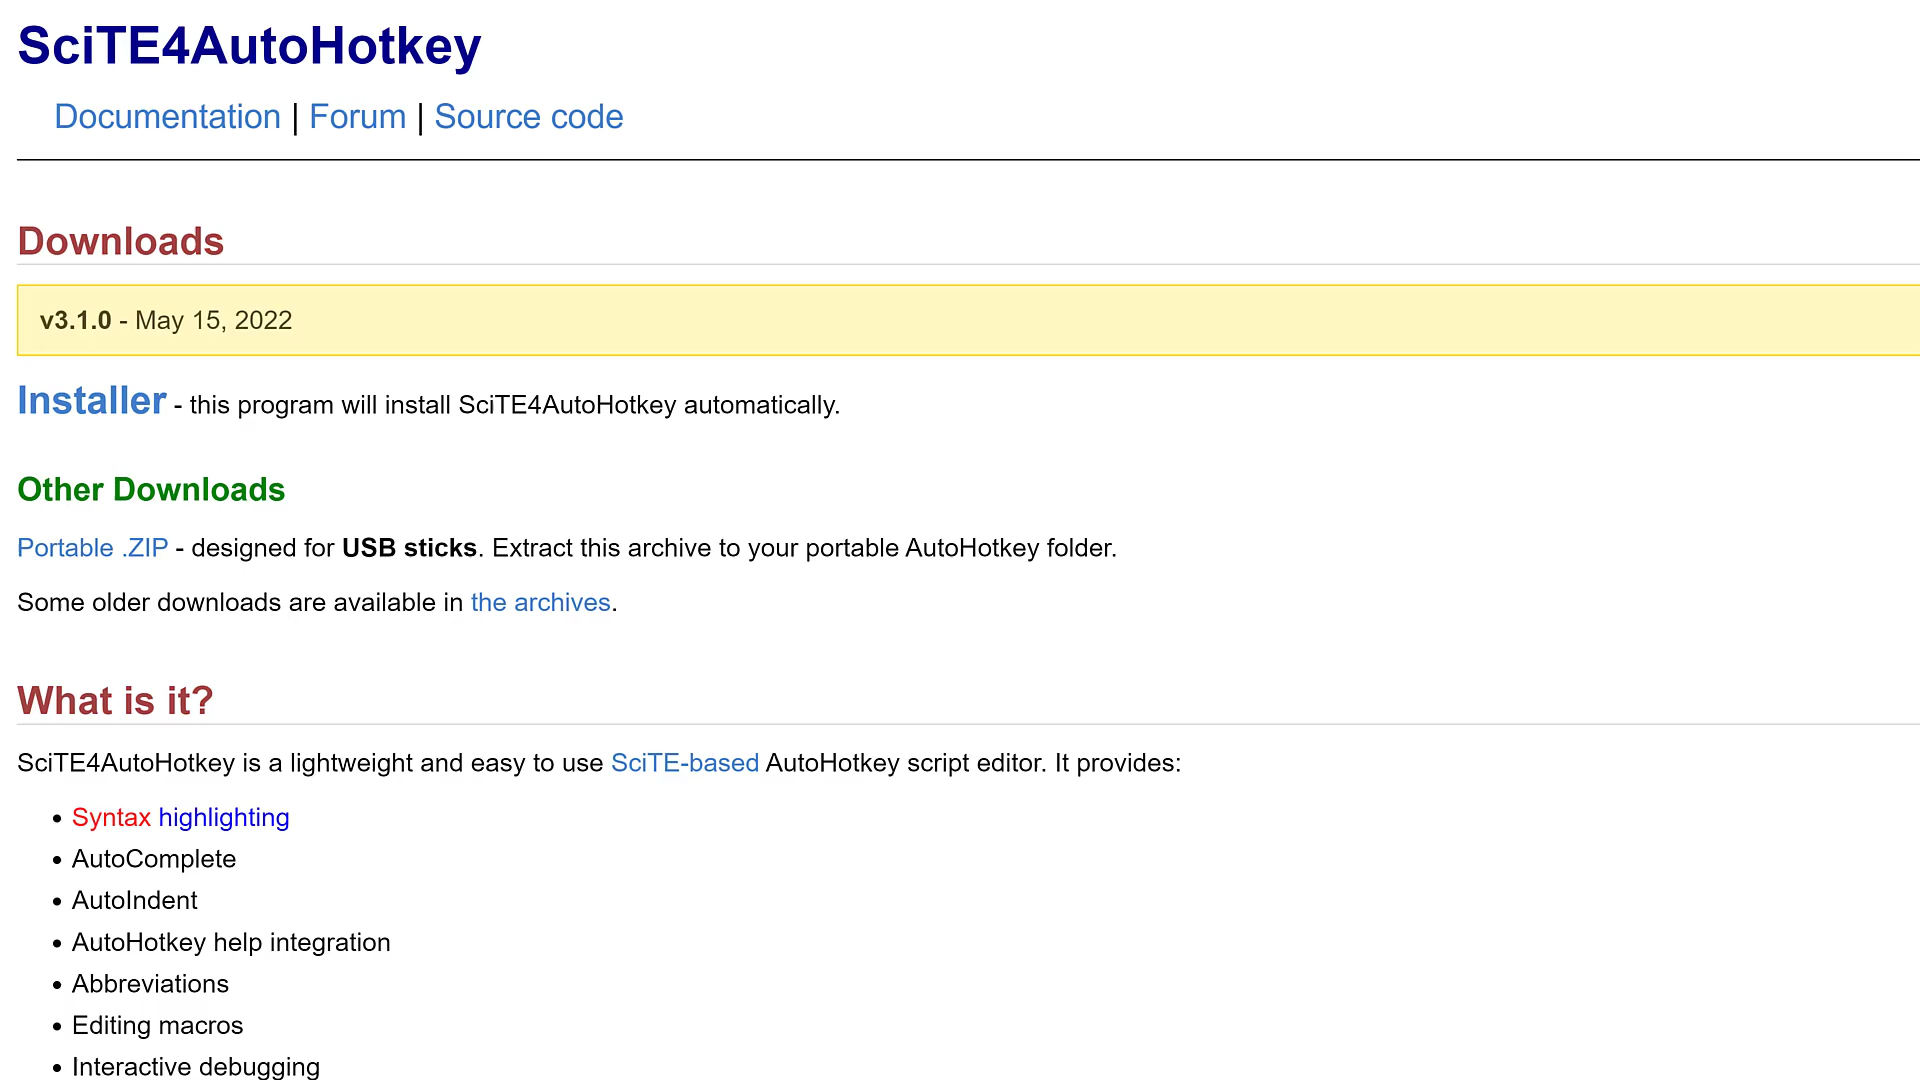 SciTE4AutoHotkey
Documentation | Forum | Source code
Downloads
v3.1.0 - May 15, 2022
Installer - this program will install SciTE4AutoHotkey automatically.
Other Downloads
Portable .ZIP - designed for USB sticks. Extract this archive to your portable AutoHotkey folder.
Some older downloads are available in the archives.
What is it?
SciTE4AutoHotkey is a lightweight and easy to use SciTE-based AutoHotkey script editor. It provides:
• Syntax highlighting
• AutoComplete
• AutoIndent
• AutoHotkey help integration
• Abbreviations
• Editing macros
• Interactive debugging